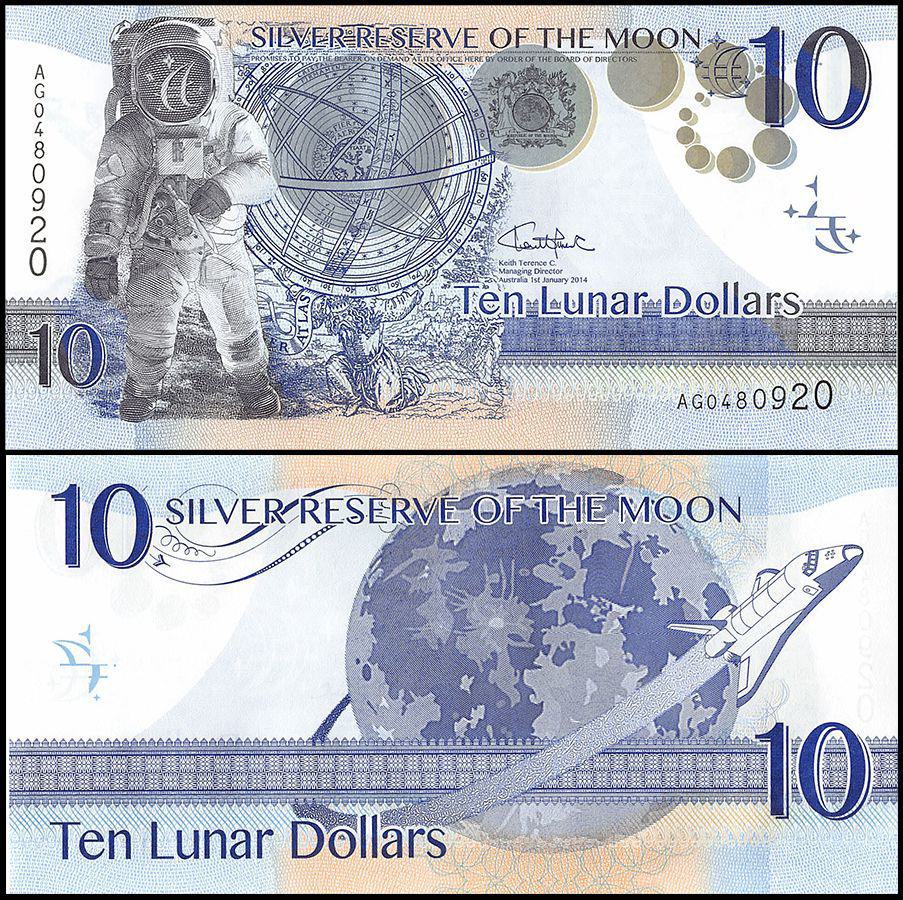 SILVER RESERVE OF THE MOON
PROMISES TO PAY THE BEARER ON DEMAND AT ITS OFFICE HERE BY ORDER OF THE BOARD OF DIRECTORS
10
AG0480920
Keith Terence C.
Managing Director
Australia 1st January 2014
Ten Lunar Dollars
ATLAS
10
AG0480920
10
SILVER RESERVE OF THE MOON
10
Ten Lunar Dollars